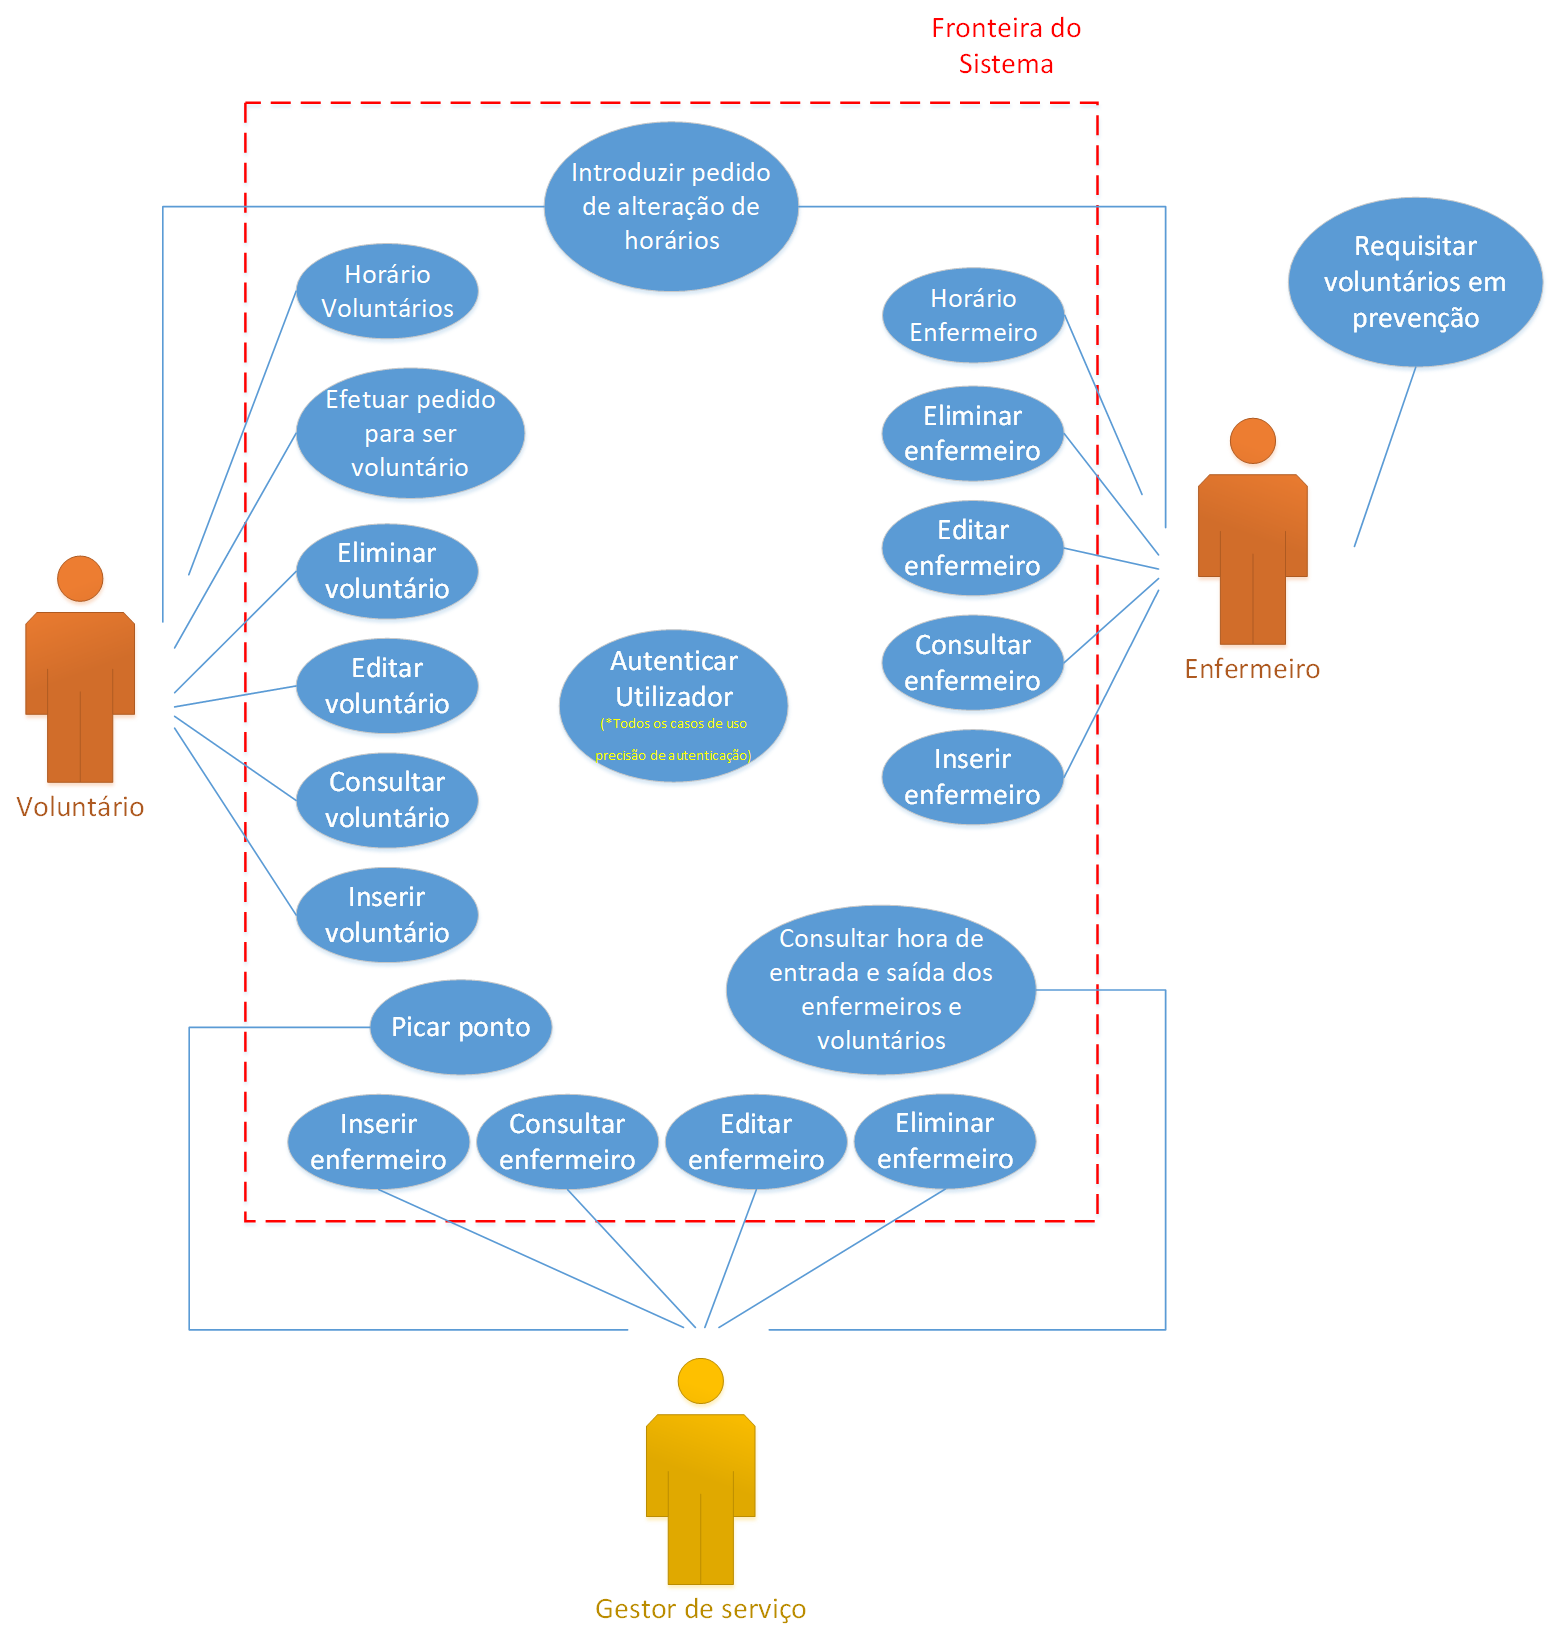 Fronteira do
Sistema
Introduzir pedido
de alteração de
horários
Requisitar
voluntários em
prevenção
Horário
Voluntários
Horário
Enfermeiro
Efetuar pedido
para ser
voluntário
Eliminar
enfermeiro
Eliminar
voluntário
Editar
enfermeiro
Editar
voluntário
Autenticar
Utilizador
(*Todos os casos de uso
precisão de autenticação)
Consultar
enfermeiro
Enfermeiro
Consultar
voluntário
Inserir
enfermeiro
Voluntário
Inserir
voluntário
Consultar hora de
entrada e saída dos
enfermeiros e
voluntários
Picar ponto
Inserir
enfermeiro
Consultar
enfermeiro
Editar
enfermeiro
Eliminar
enfermeiro
Gestor de serviço